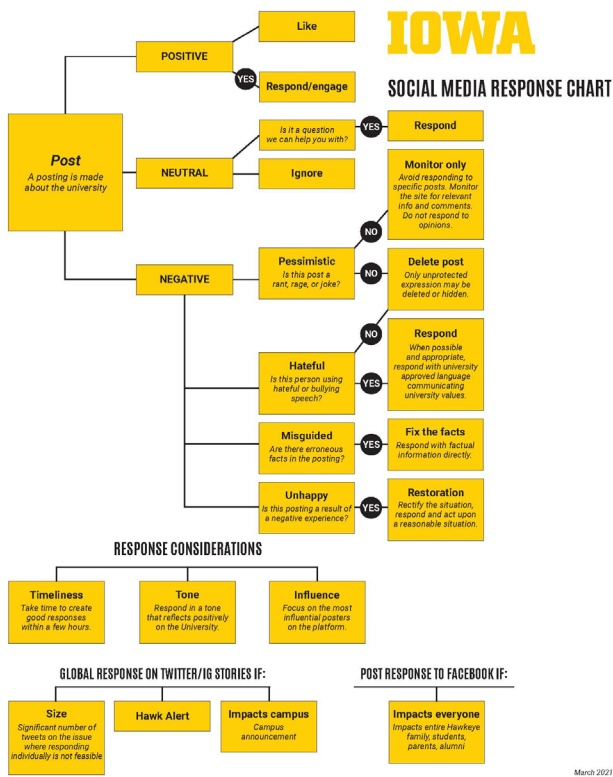 IOWA
SOCIAL MEDIA RESPONSE CHART
Post
A posting is made
about the university
POSITIVE
Like
YES
Respond/engage
NEUTRAL
Is it a question
we can help you with?
YES
Respond
Ignore
NEGATIVE
Pessimistic
Is this post a
rant, rage, or joke?
NO
Monitor only
Avoid responding to
specific posts. Monitor
the site for relevant
info and comments.
Do not respond to
opinions.
NO
Delete post
Only unprotected
expression may be
deleted or hidden.
Hateful
Is this person using
hateful or bullying
speech?
NO
YES
Respond
When possible
and appropriate,
respond with university
approved language
communicating
university values.
Misguided
Are there erroneous
facts in the posting?
YES
Fix the facts
Respond with factual
information directly.
Unhappy
Is this posting a result of
a negative experience?
YES
Restoration
Rectify the situation,
respond and act upon
a reasonable situation.
RESPONSE CONSIDERATIONS
Timeliness
Take time to create
good responses
within a few hours.
Tone
Respond in a tone
that reflects positively
on the University.
Influence
Focus on the most
influential posters
on the platform.
GLOBAL RESPONSE ON TWITTER/IG STORIES IF:
Size
Significant number of
tweets on the issue
where responding
individually is not feasible
Hawk Alert
Impacts campus
Campus
announcement
POST RESPONSE TO FACEBOOK IF:
Impacts everyone
Impacts entire Hawkeye
family, students,
parents, alumni
March 2021